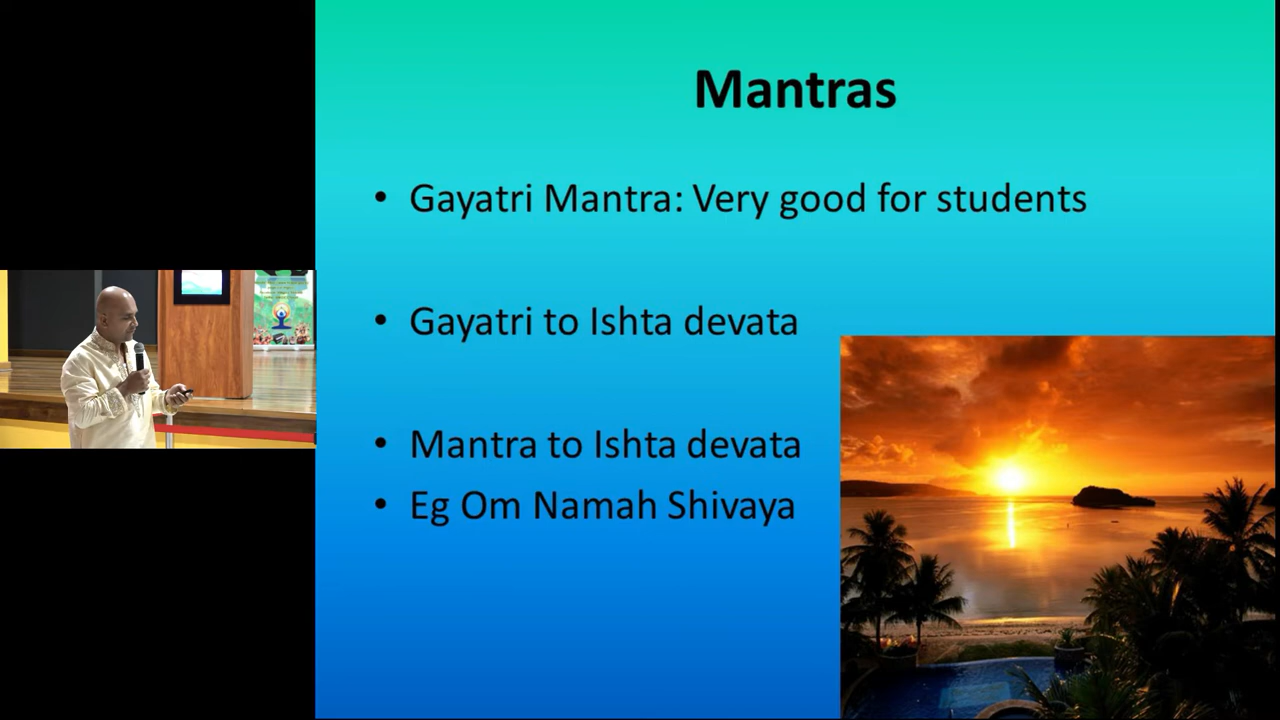 Mantras
• Gayatri Mantra: Very good for students
• Gayatri to Ishta devata
• Mantra to Ishta devata
• Eg Om Namah Shivaya